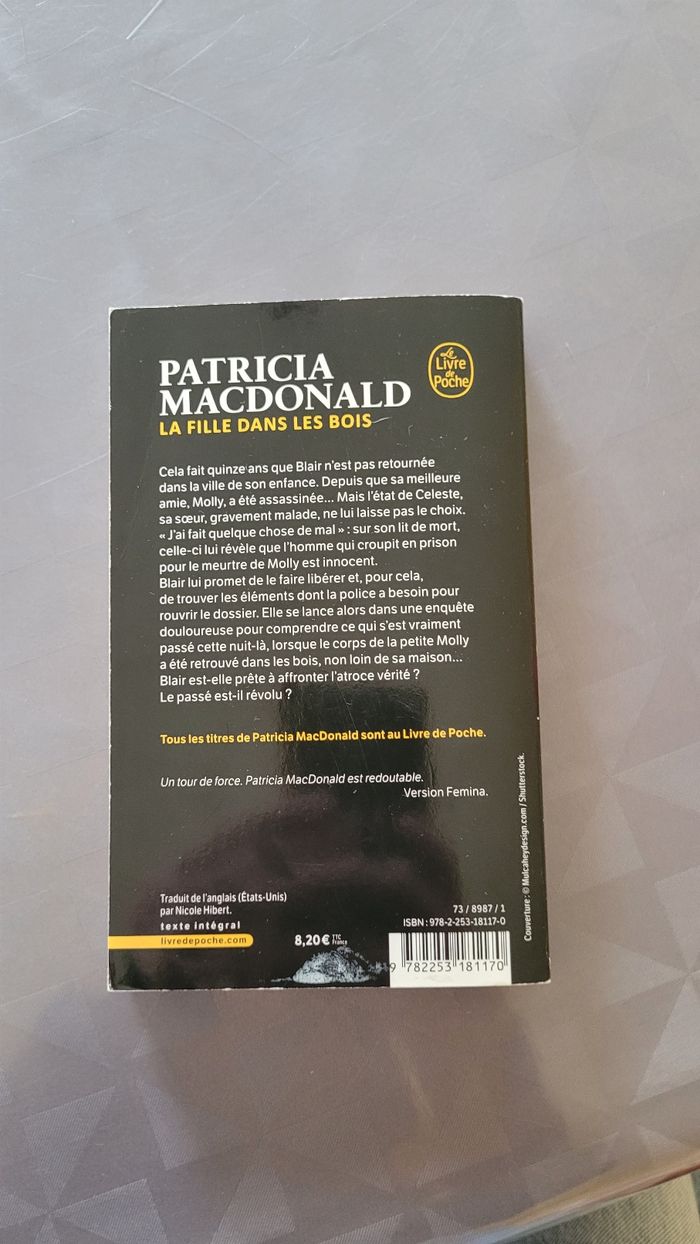 PATRICIA
MACDONALD
LA FILLE DANS LES BOIS
Le
Livre
de
Poche
Cela fait quinze ans que Blair n'est pas retournée
dans la ville de son enfance. Depuis que sa meilleure
amie, Molly, a été assassinée... Mais l'état de Celeste,
sa sœur, gravement malade, ne lui laisse pas le choix.
« J'ai fait quelque chose de mal » : sur son lit de mort,
celle-ci lui révèle que l'homme qui croupit en prison
pour le meurtre de Molly est innocent.
Blair lui promet de le faire libérer et, pour cela,
de trouver les éléments dont la police a besoin pour
rouvrir le dossier. Elle se lance alors dans une enquête
douloureuse pour comprendre ce qui s'est vraiment
passé cette nuit-là, lorsque le corps de la petite Molly
a été retrouvé dans les bois, non loin de sa maison...
Blair est-elle prête à affronter l'atroce vérité ?
Le passé est-il révolu ?
Tous les titres de Patricia MacDonald sont au Livre de Poche.
Un tour de force. Patricia MacDonald est redoutable.
Version Femina.
Traduit de l'anglais (États-Unis)
par Nicole Hibert.
texte intégral
livredepoche.com
8,20 € TTC
France
73 / 8987 / 1
ISBN : 978-2-253-18117-0
9 782253 181170
Couverture : © Mulcaheydesign.com / Shutterstock.